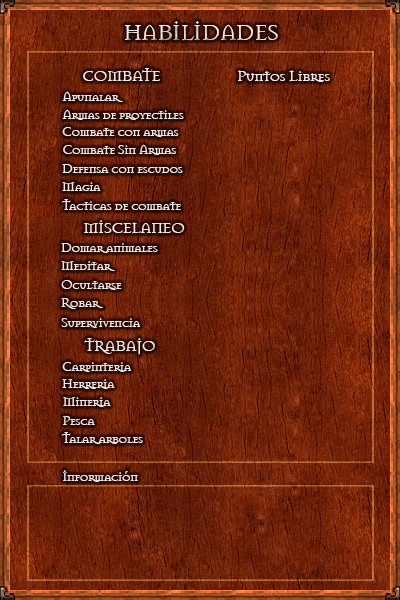 HABILIDADES
COMBATE
Puntos Libres
Apuñalar
Armas de proyectiles
Combate con armas
Combate Sin Armas
Defensa con escudos
Magia
Tacticas de combate
MISCELANEO
Domar animales
Meditar
Ocultarse
Robar
Supervivencia
TRABAJO
Carpinteria
Herreria
Mineria
Pesca
Talar arboles
Información